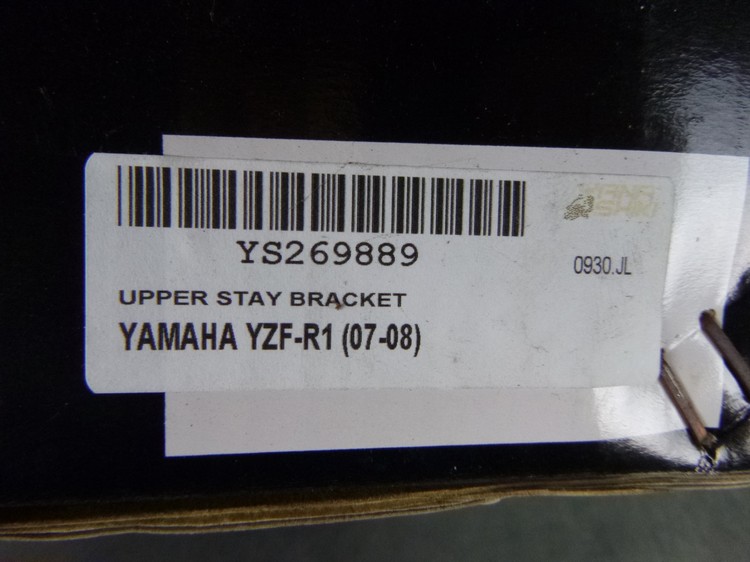 YS269889
0930.JL
UPPER STAY BRACKET
YAMAHA YZF-R1 (07-08)